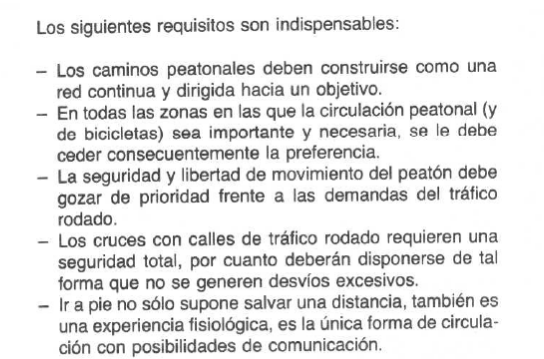 Los siguientes requisitos son indispensables:
– Los caminos peatonales deben construirse como una
red continua y dirigida hacia un objetivo.
– En todas las zonas en las que la circulación peatonal (y
de bicicletas) sea importante y necesaria, se le debe
ceder consecuentemente la preferencia.
– La seguridad y libertad de movimiento del peatón debe
gozar de prioridad frente a las demandas del tráfico
rodado.
– Los cruces con calles de tráfico rodado requieren una
seguridad total, por cuanto deberán disponerse de tal
forma que no se generen desvíos excesivos.
– Ir a pie no sólo supone salvar una distancia, también es
una experiencia fisiológica, es la única forma de circula-
ción con posibilidades de comunicación.